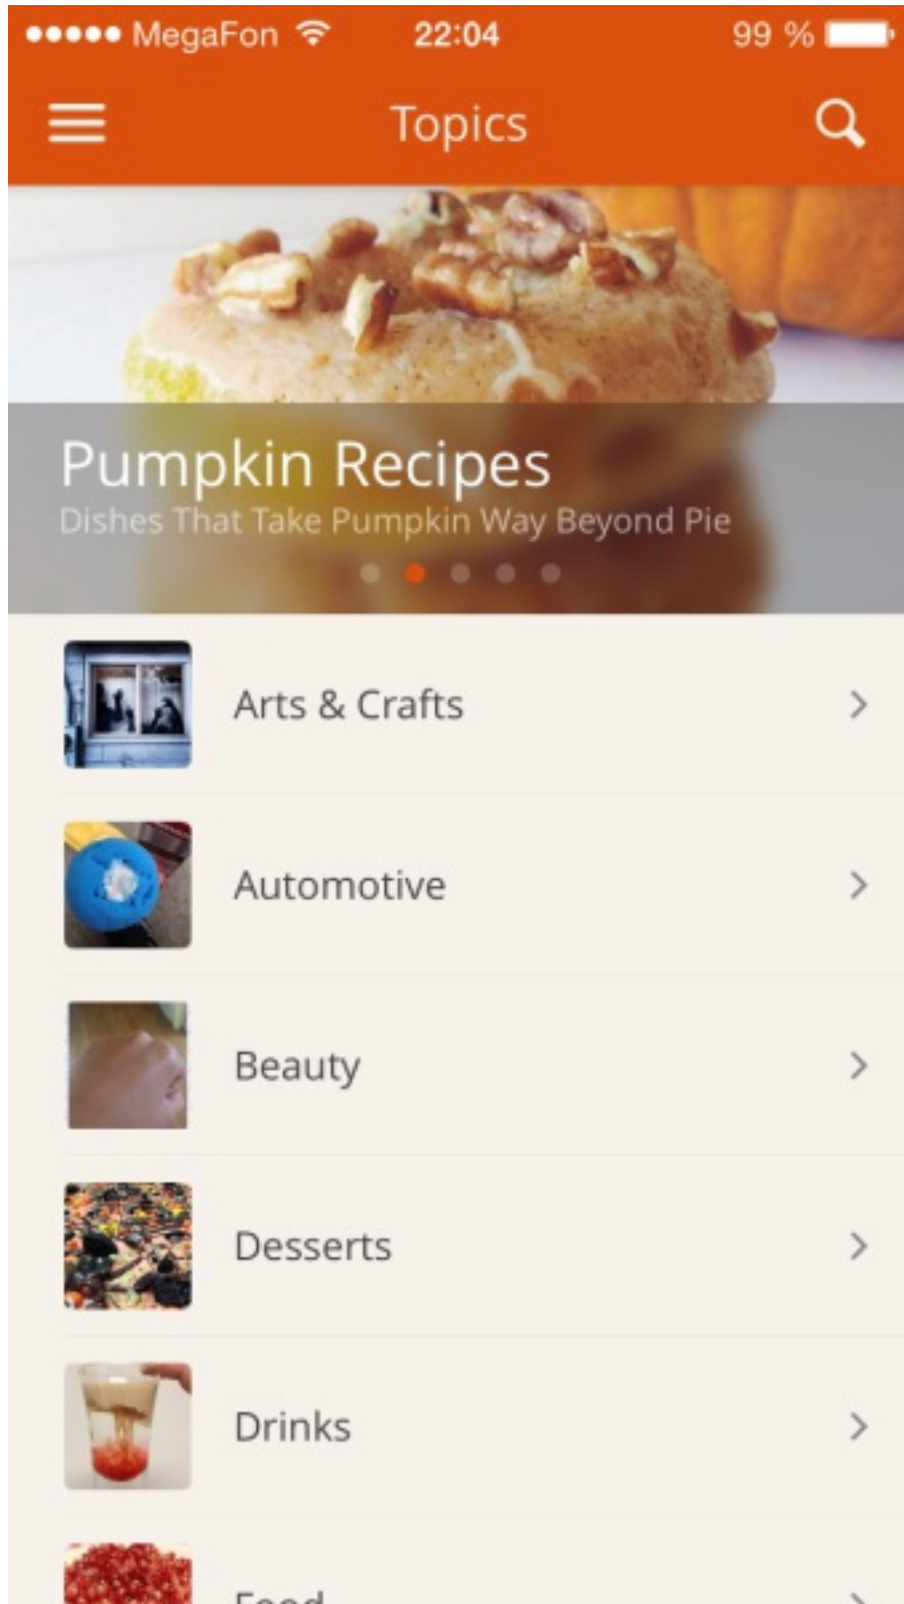 MegaFon 22:04 99 %
Topics
Pumpkin Recipes
Dishes That Take Pumpkin Way Beyond Pie
Arts & Crafts
Automotive
Beauty
Desserts
Drinks
Food